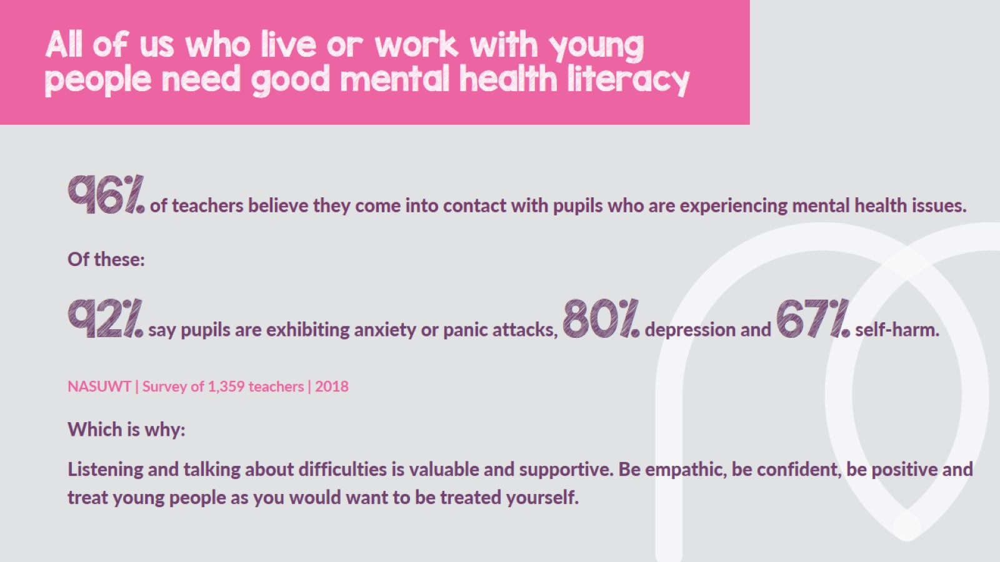 All of us who live or work with young
people need good mental health literacy
96% of teachers believe they come into contact with pupils who are experiencing mental health issues.
Of these:
92% say pupils are exhibiting anxiety or panic attacks, 80% depression and 67% self-harm.
NASUWT | Survey of 1,359 teachers | 2018
Which is why:
Listening and talking about difficulties is valuable and supportive. Be empathic, be confident, be positive and
treat young people as you would want to be treated yourself.